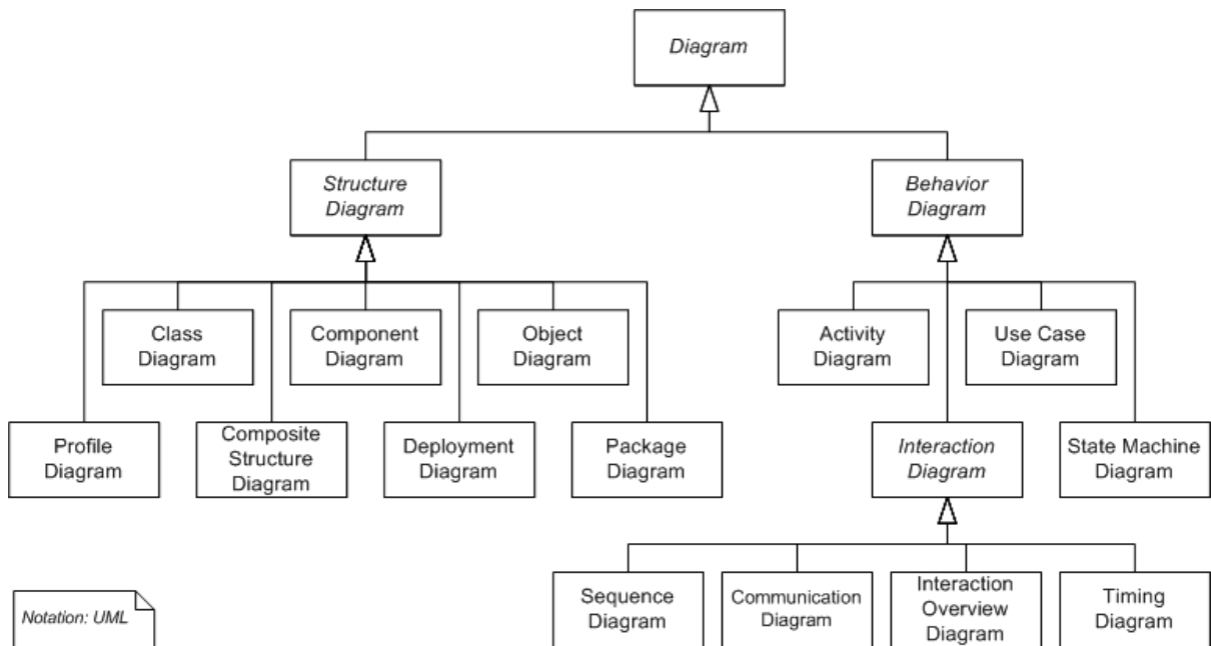 Diagram
Structure
Diagram
Behavior
Diagram
Class
Diagram
Component
Diagram
Object
Diagram
Activity
Diagram
Use Case
Diagram
Profile
Diagram
Composite
Structure
Diagram
Deployment
Diagram
Package
Diagram
Interaction
Diagram
State Machine
Diagram
Sequence
Diagram
Communication
Diagram
Interaction
Overview
Diagram
Timing
Diagram
Notation: UML